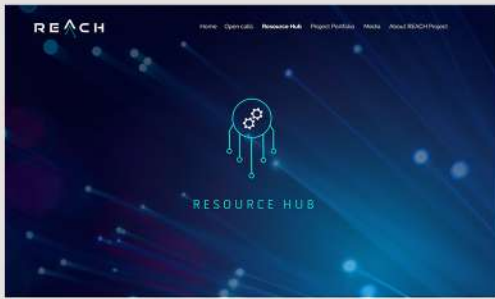 REACH
Home Open calls Resource Hub Project Portfolio Media About REACH Project
RESOURCE HUB